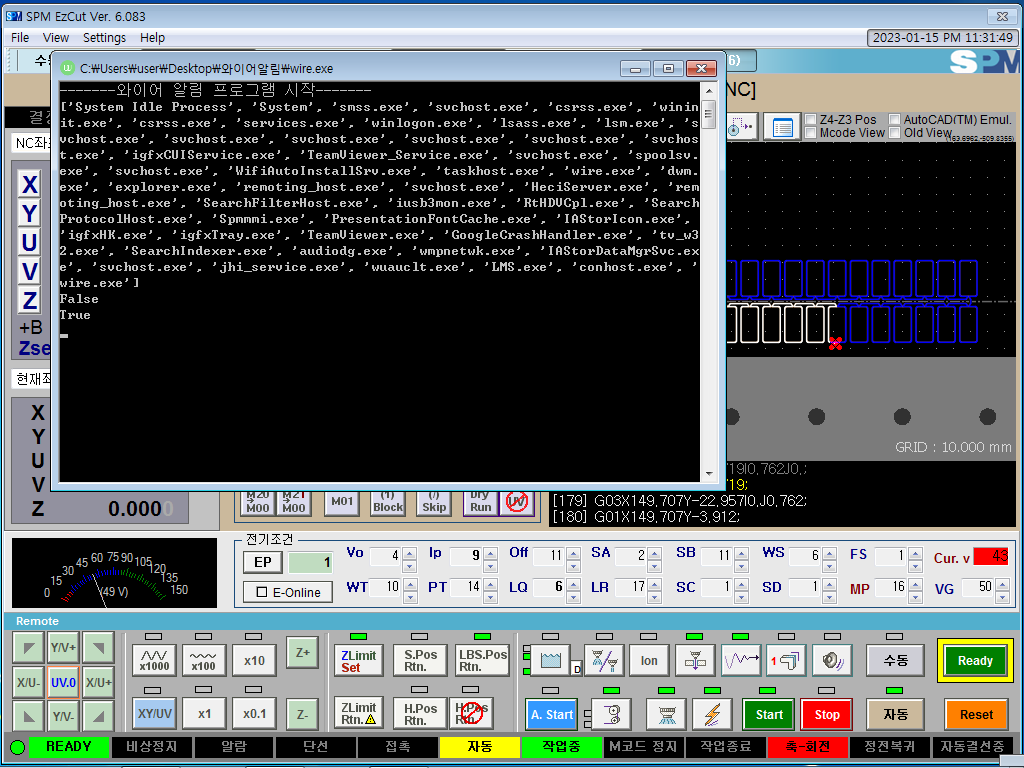 SPM EzCut Ver. 6.083
File View Settings Help
2023-01-15 PM 11:31:49
SPM
C:\Users\user\Desktop\와이어알림\wire.exe
-------와이어 알림 프로그램 시작-------
['System Idle Process', 'System', 'smss.exe', 'svchost.exe', 'csrss.exe', 'winin
it.exe', 'csrss.exe', 'services.exe', 'winlogon.exe', 'lsass.exe', 'lsm.exe', 's
vchost.exe', 'svchost.exe', 'svchost.exe', 'svchost.exe', 'svchost.exe', 'svchos
t.exe', 'igfxCUIService.exe', 'TeamViewer_Service.exe', 'svchost.exe', 'spoolsv.
exe', 'svchost.exe', 'WifiAutoInstallSrv.exe', 'taskhost.exe', 'wire.exe', 'dwm.
exe', 'explorer.exe', 'remoting_host.exe', 'svchost.exe', 'HeciServer.exe', 'rem
oting_host.exe', 'SearchFilterHost.exe', 'iusb3mon.exe', 'RtHDVCpl.exe', 'Search
ProtocolHost.exe', 'Spmmmi.exe', 'PresentationFontCache.exe', 'IAStorIcon.exe',
'igfxHK.exe', 'igfxTray.exe', 'TeamViewer.exe', 'GoogleCrashHandler.exe', 'tv_w3
2.exe', 'SearchIndexer.exe', 'audiodg.exe', 'wmpnetwk.exe', 'IAStorDataMgrSvc.ex
e', 'svchost.exe', 'jhi_service.exe', 'wuauclt.exe', 'LMS.exe', 'conhost.exe', '
wire.exe']
False
True
6)
NC]
Z4-Z3 Pos AutoCAD(TM) Emul.
Mcode View Old View
NC좌
X
Y
U
V
Z
+B
Zse
현재
X
Y
U
V
Z 0.0000
GRID : 10.000 mm
[179] G03X149.707Y-22.957I0.J0.762;
[180] G01X149.707Y-3.912;
M20 M00
M21 M00
M01
(1) Block
(/) Skip
Dry Run
UV
전기조건
EP 1
E-Online
Vo 4 Ip 9 Off 11 SA 2 SB 11 WS 6 FS 1 Cur. v 43
WT 10 PT 14 LQ 6 LR 17 SC 1 SD 1 MP 16 VG 50
0 15 30 45 60 75 90 105 120 135 150
(49 V)
Remote
Y/V+
X/U- UV.0 X/U+
Y/V-
x1000 x100 x10 Z+
XY/UV x1 x0.1 Z-
ZLimit Set
S.Pos Rtn.
LBS.Pos Rtn.
ZLimit Rtn.
H.Pos Rtn.
H.Pos Rtn.
D
Ion
1
수동
Ready
A. Start
Start
Stop
자동
Reset
READY 비상정지 알람 단선 접촉 자동 작업중 M코드 정지 작업종료 축-회전 정전복귀 자동결선중